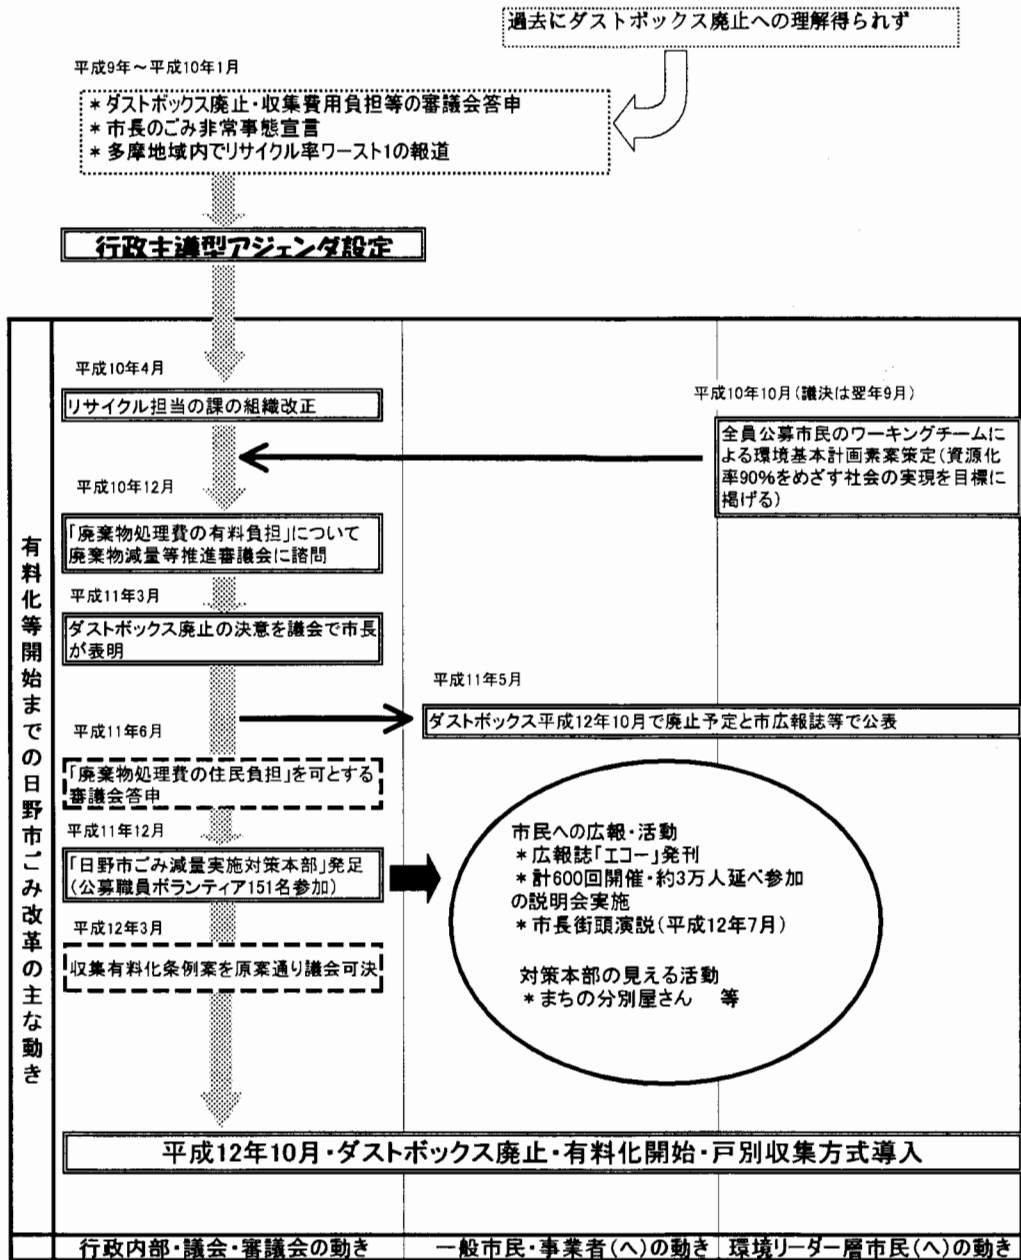 過去にダストボックス廃止への理解得られず
平成9年～平成10年1月
＊ダストボックス廃止・収集費用負担等の審議会答申
＊市長のごみ非常事態宣言
＊多摩地域内でリサイクル率ワースト1の報道
行政主導型アジェンダ設定
有料化等開始までの日野市ごみ改革の主な動き
平成10年4月
リサイクル担当の課の組織改正
平成10年10月(議決は翌年9月)
全員公募市民のワーキングチームに
よる環境基本計画素案策定(資源化
率90%をめざす社会の実現を目標に
掲げる)
平成10年12月
「廃棄物処理費の有料負担」について
廃棄物減量等推進審議会に諮問
平成11年3月
ダストボックス廃止の決意を議会で市長
が表明
平成11年5月
ダストボックス平成12年10月で廃止予定と市広報誌等で公表
平成11年6月
「廃棄物処理費の住民負担」を可とする
審議会答申
平成11年12月
「日野市ごみ減量実施対策本部」発足
(公募職員ボランティア151名参加)
市民への広報・活動
＊広報誌「エコー」発刊
＊計600回開催・約3万人延べ参加
の説明会実施
＊市長街頭演説(平成12年7月)
対策本部の見える活動
＊まちの分別屋さん　等
平成12年3月
収集有料化条例案を原案通り議会可決
平成12年10月・ダストボックス廃止・有料化開始・戸別収集方式導入
行政内部・議会・審議会の動き
一般市民・事業者(へ)の動き
環境リーダー層市民(へ)の動き